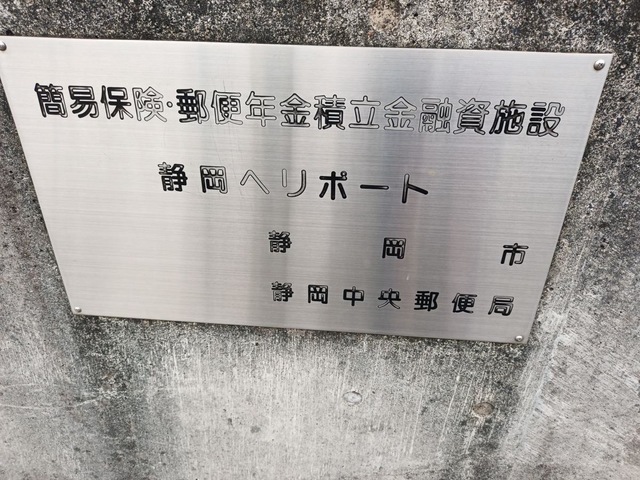 簡易保険・郵便年金積立金融資施設
静岡ヘリポート
静岡市
静岡中央郵便局